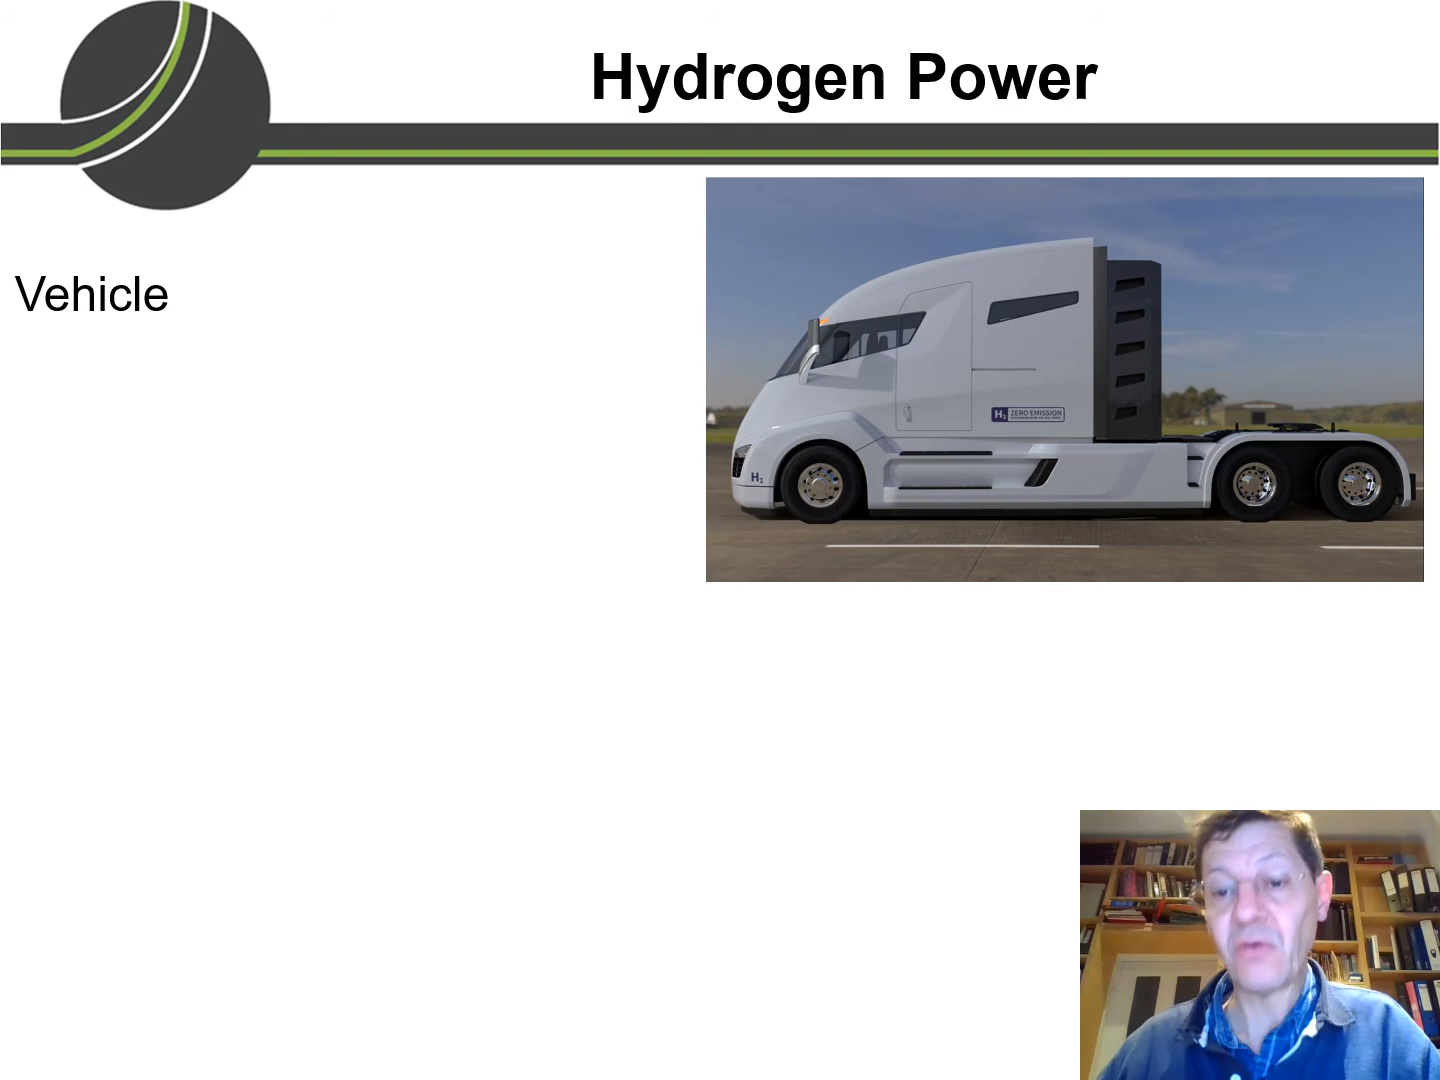 Hydrogen Power
Vehicle
H₂ ZERO EMISSION
H₂